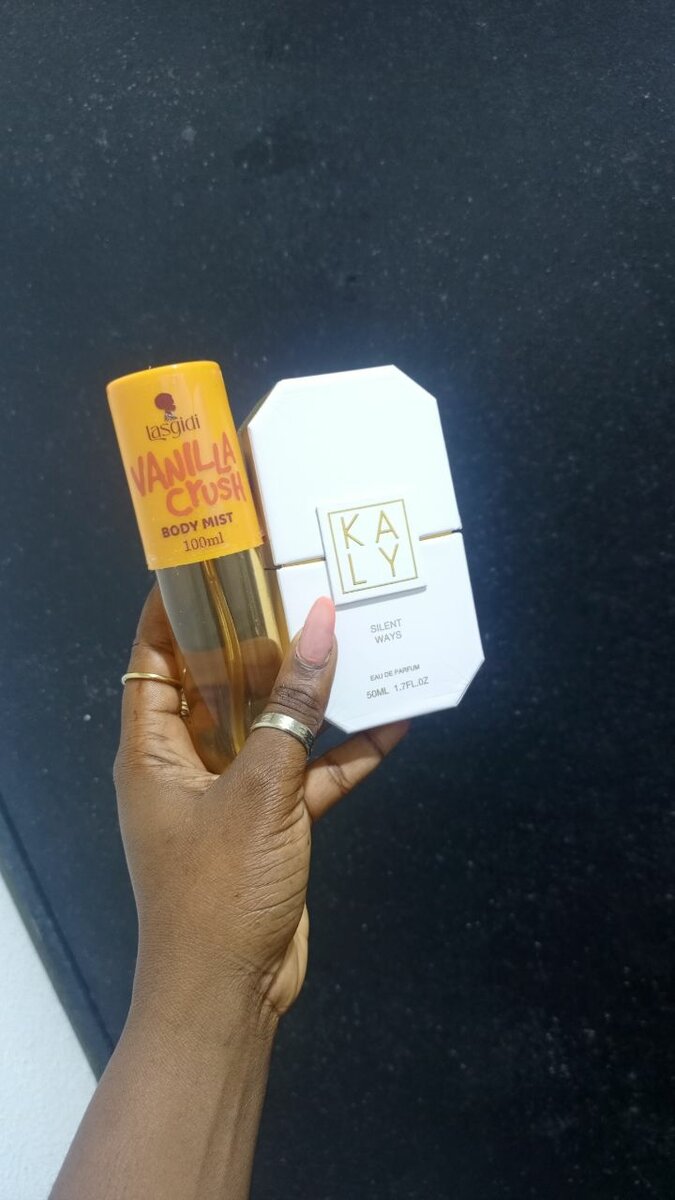 Lasgidi
VANILLA
CRUSH
BODY MIST
100ml
KA
LY
SILENT
WAYS
EAU DE PARFUM
50ML 1.7FL.OZ